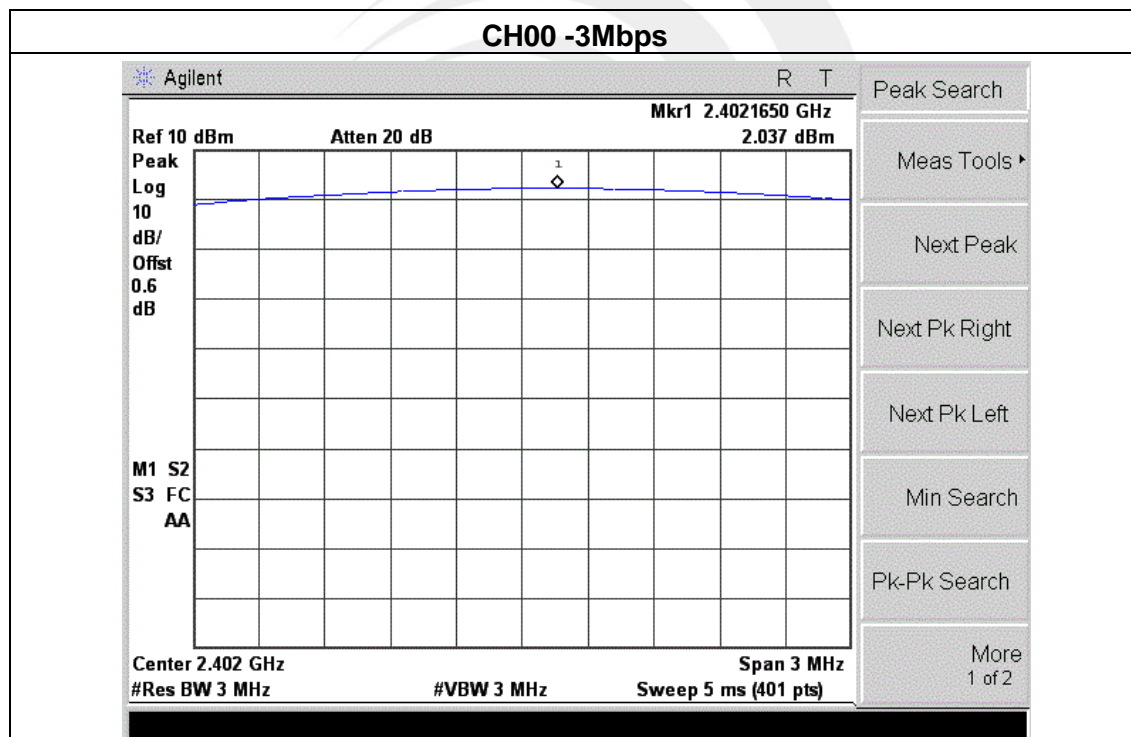 CH00 -3Mbps
Agilent R T
Mkr1 2.4021650 GHz
Ref 10 dBm Atten 20 dB 2.037 dBm
Peak
Log
10
dB/
Offst
0.6
dB
1
M1 S2
S3 FC
AA
Center 2.402 GHz Span 3 MHz
#Res BW 3 MHz #VBW 3 MHz Sweep 5 ms (401 pts)
Peak Search
Meas Tools
Next Peak
Next Pk Right
Next Pk Left
Min Search
Pk-Pk Search
More
1 of 2